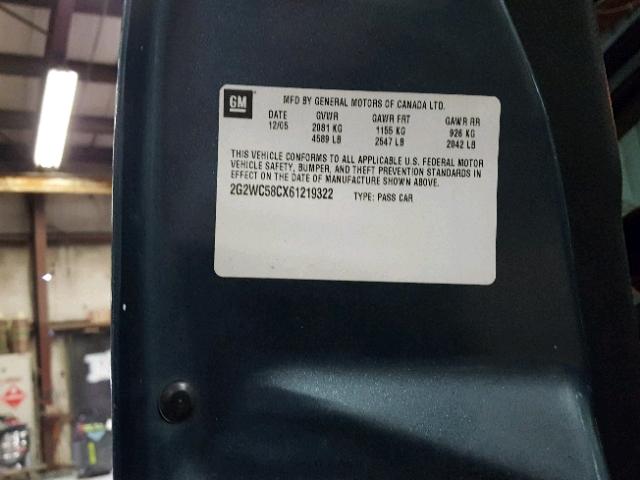 GM
MFD BY GENERAL MOTORS OF CANADA LTD.
DATE GVWR GAWR FRT GAWR RR
12/05 2081 KG 1155 KG 926 KG
4589 LB 2547 LB 2042 LB
THIS VEHICLE CONFORMS TO ALL APPLICABLE U.S. FEDERAL MOTOR
VEHICLE SAFETY, BUMPER, AND THEFT PREVENTION STANDARDS IN
EFFECT ON THE DATE OF MANUFACTURE SHOWN ABOVE.
2G2WC58CX61219322 TYPE: PASS CAR